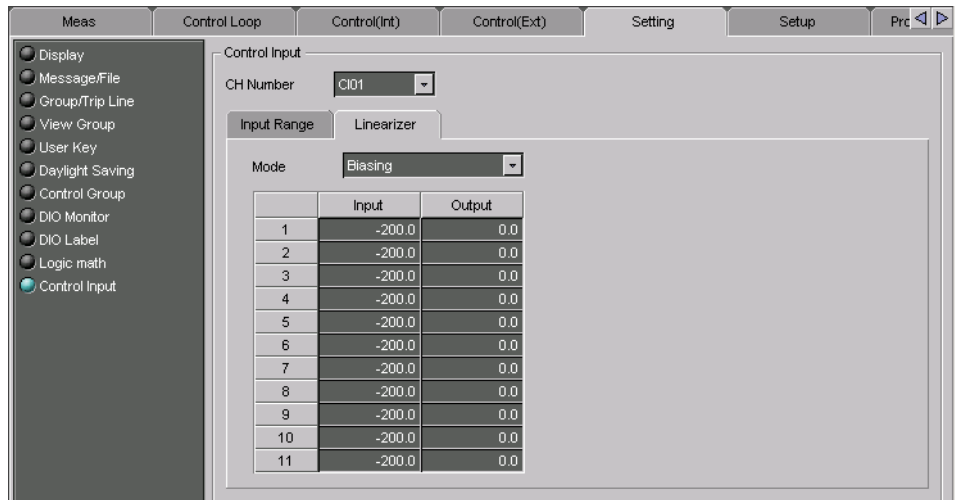 Meas Control Loop Control(Int) Control(Ext) Setting Setup Prc
Display
Message/File
Group/Trip Line
View Group
User Key
Daylight Saving
Control Group
DIO Monitor
DIO Label
Logic math
Control Input
Control Input
CH Number CI01
Input Range Linearizer
Mode Biasing
Input Output
1 -200.0 0.0
2 -200.0 0.0
3 -200.0 0.0
4 -200.0 0.0
5 -200.0 0.0
6 -200.0 0.0
7 -200.0 0.0
8 -200.0 0.0
9 -200.0 0.0
10 -200.0 0.0
11 -200.0 0.0